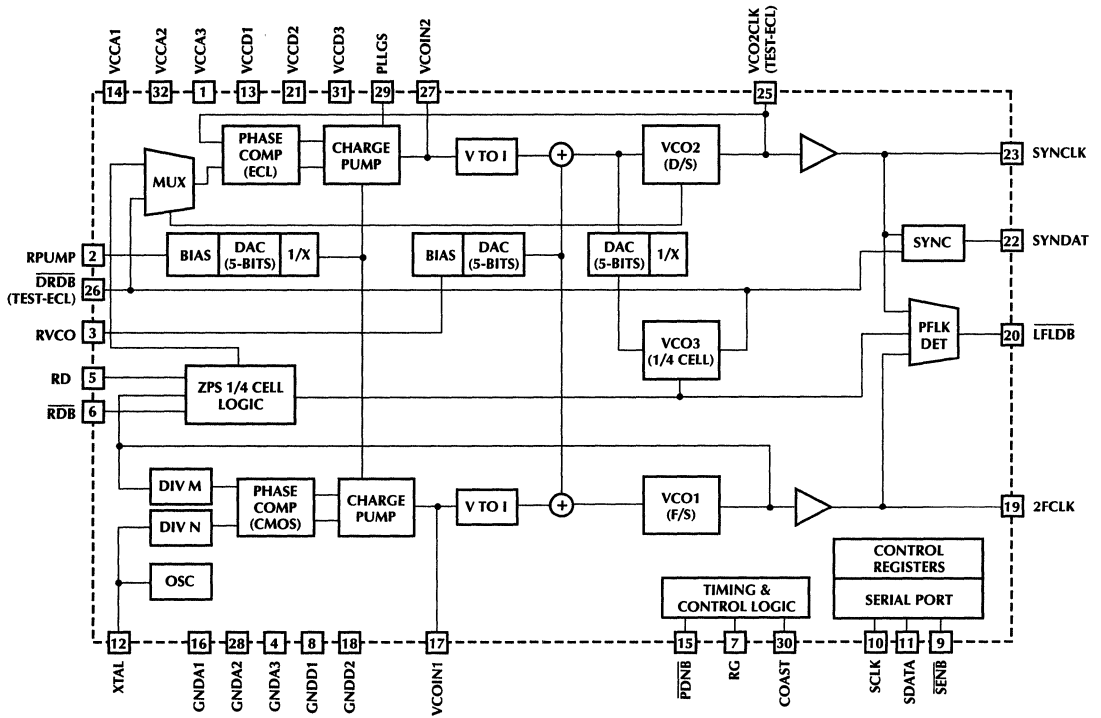 VCCA1
VCCA2
VCCA3
VCCD1
VCCD2
VCCD3
PLLGS
VCOIN2
VCO2CLK
(TEST-ECL)
14
32
1
13
21
31
29
27
25
PHASE
COMP
(ECL)
CHARGE
PUMP
V TO I
+
VCO2
(D/S)
23
SYNCLK
MUX
RPUMP
2
BIAS
DAC
(5-BITS)
1/X
BIAS
DAC
(5-BITS)
DAC
(5-BITS)
1/X
SYNC
22
SYNDAT
DRDB
(TEST-ECL)
26
RVCO
3
VCO3
(1/4 CELL)
PFLK
DET
20
LFLDB
RD
5
ZPS 1/4 CELL
LOGIC
RDB
6
DIV M
DIV N
PHASE
COMP
(CMOS)
CHARGE
PUMP
V TO I
+
VCO1
(F/S)
19
2FCLK
OSC
TIMING &
CONTROL LOGIC
CONTROL
REGISTERS
SERIAL PORT
12
16
28
4
8
18
17
15
7
30
10
11
9
XTAL
GNDA1
GNDA2
GNDA3
GNDD1
GNDD2
VCOIN1
PDNB
RG
COAST
SCLK
SDATA
SENB